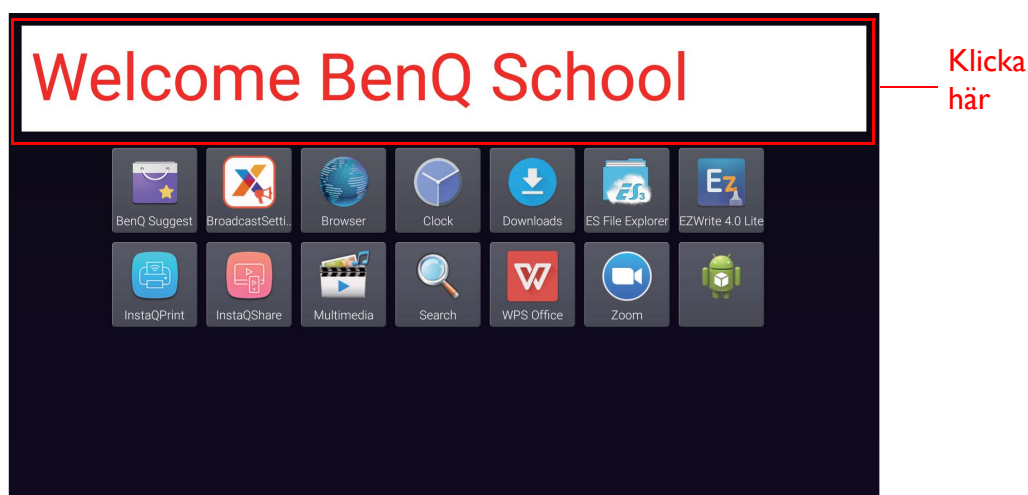 Welcome BenQ School
Klicka
här
BenQ Suggest BroadcastSetti.. Browser Clock Downloads ES File Explorer EZWrite 4.0 Lite
InstaQPrint InstaQShare Multimedia Search WPS Office Zoom